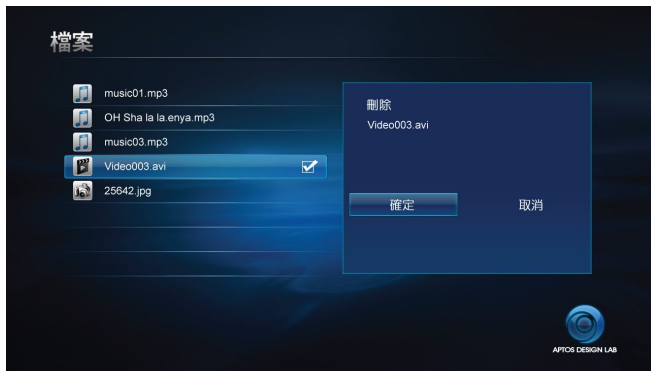 檔案
music01.mp3
OH Sha la la.enya.mp3
music03.mp3
Video003.avi
25642.jpg
刪除
Video003.avi
確定
取消
APTOS DESIGN LAB